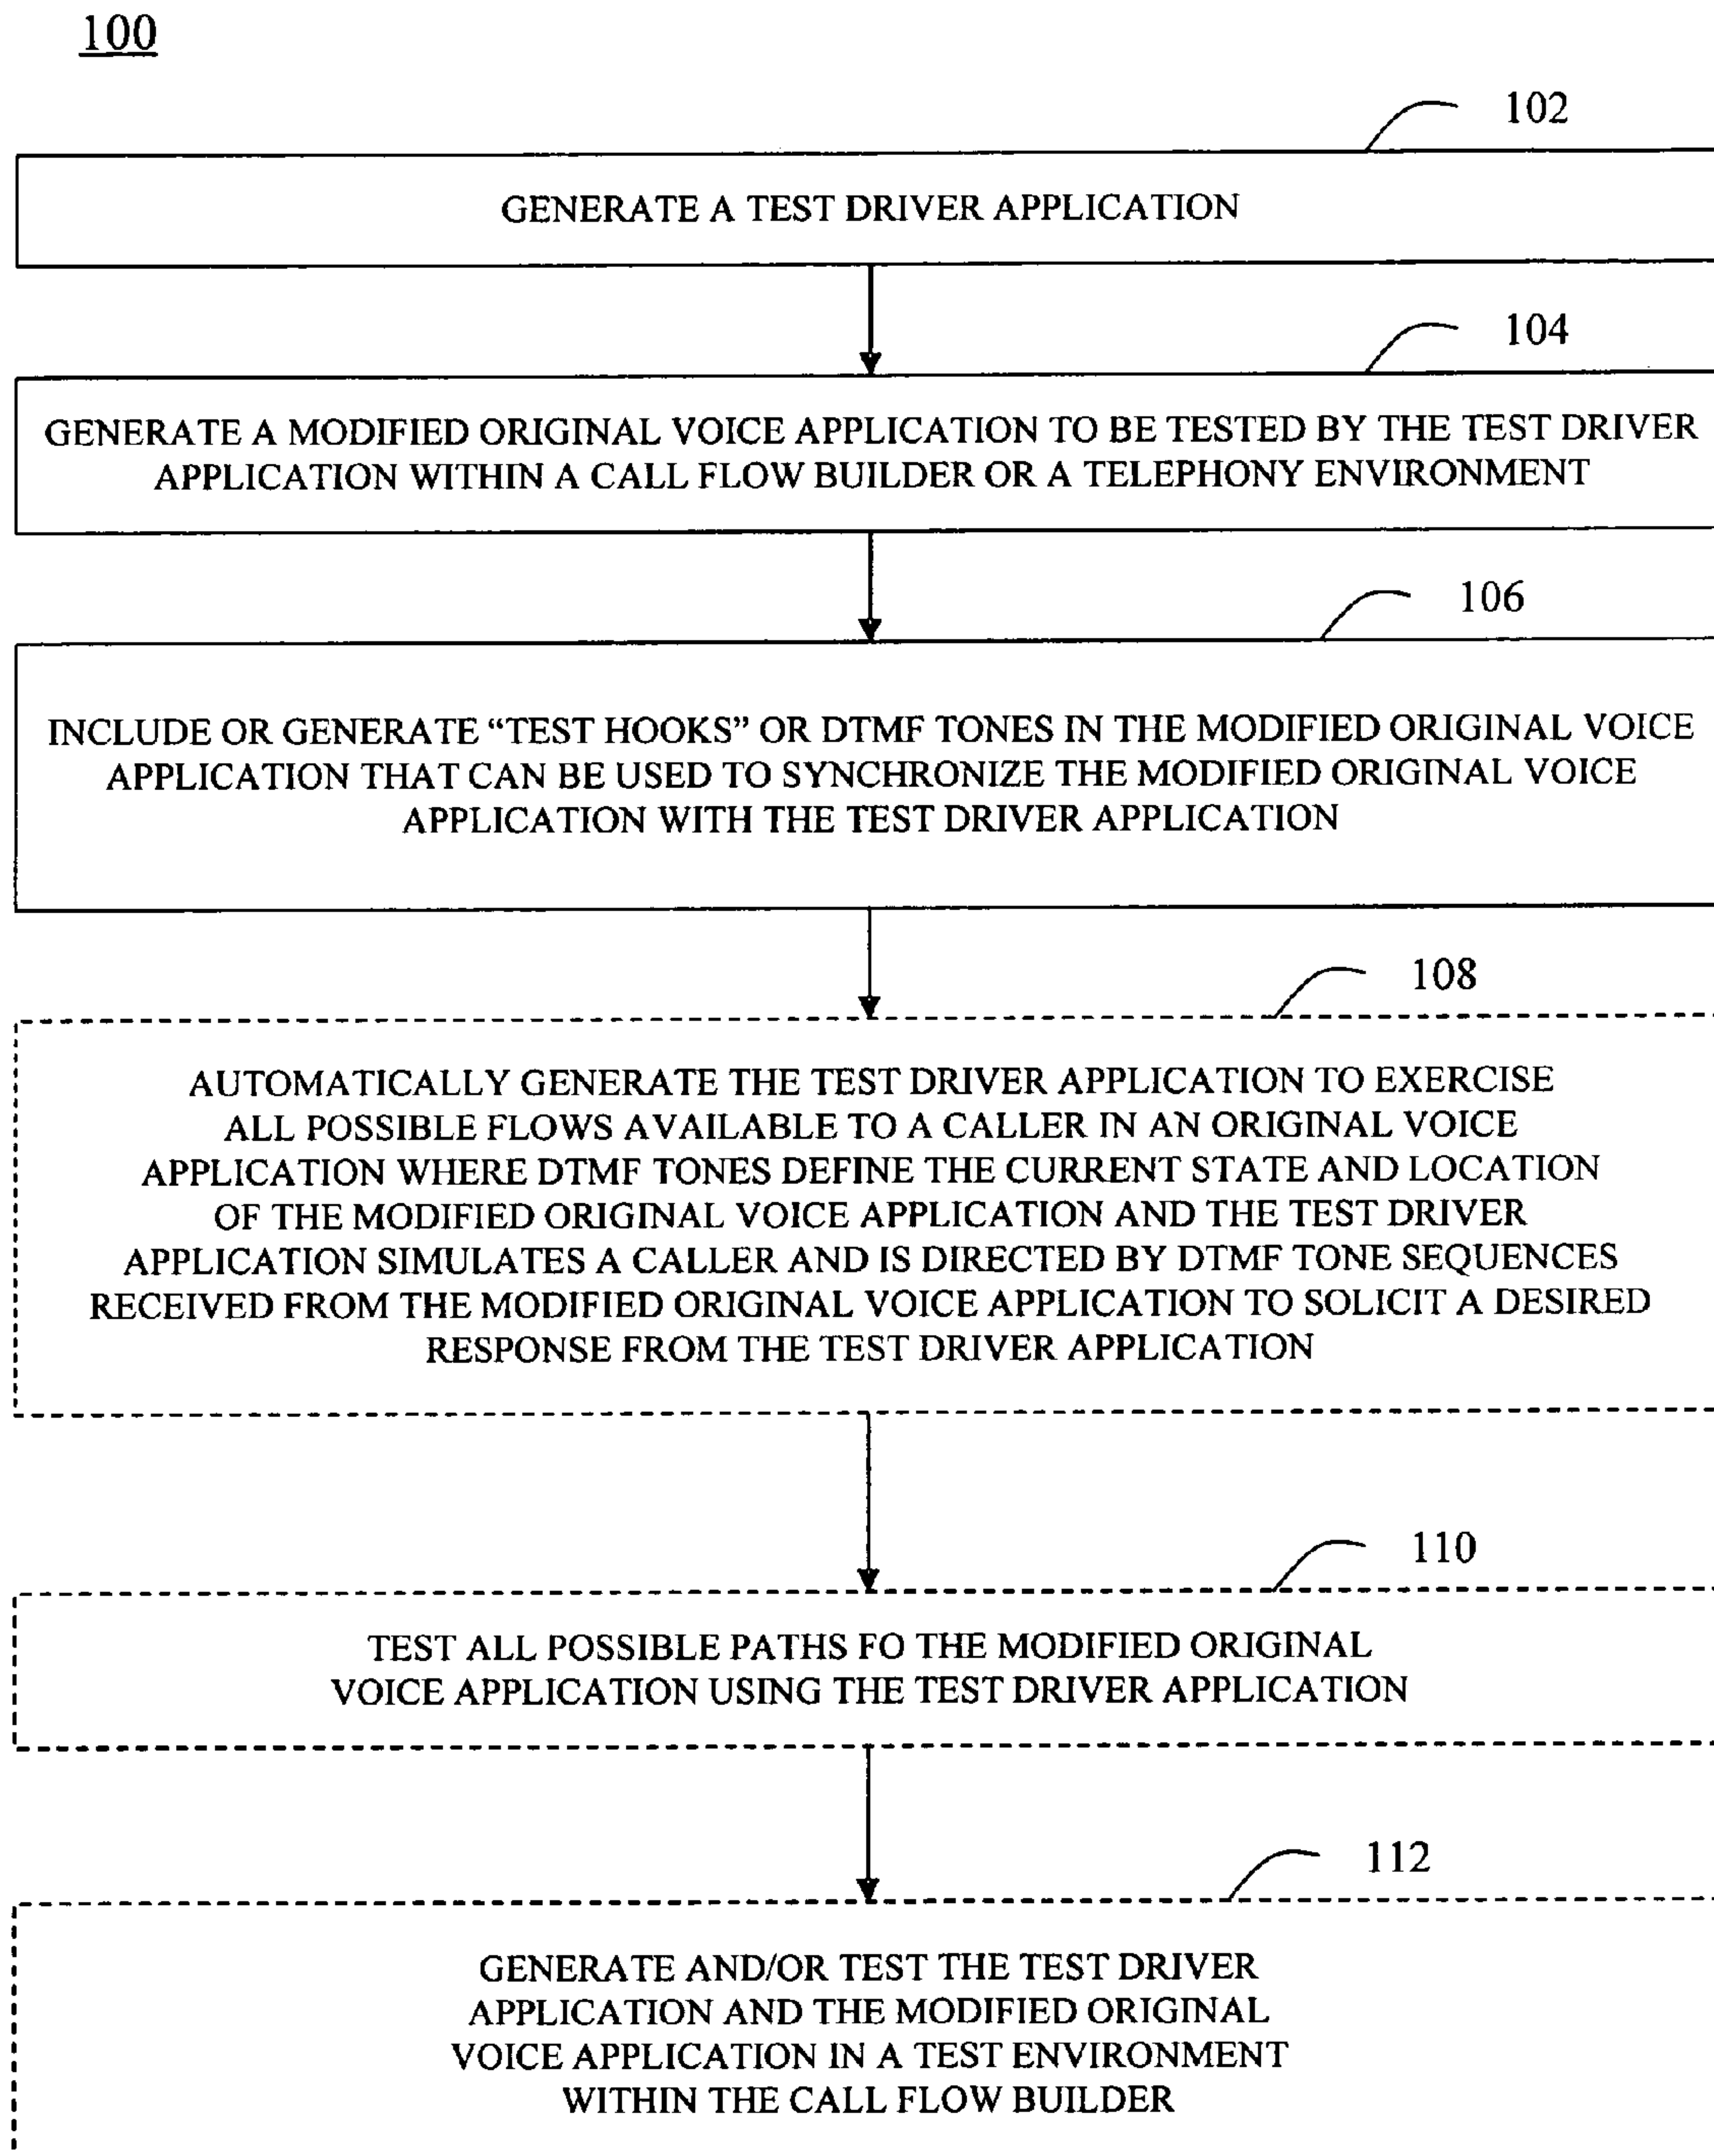 100
102
GENERATE A TEST DRIVER APPLICATION
104
GENERATE A MODIFIED ORIGINAL VOICE APPLICATION TO BE TESTED BY THE TEST DRIVER
APPLICATION WITHIN A CALL FLOW BUILDER OR A TELEPHONY ENVIRONMENT
106
INCLUDE OR GENERATE “TEST HOOKS” OR DTMF TONES IN THE MODIFIED ORIGINAL VOICE
APPLICATION THAT CAN BE USED TO SYNCHRONIZE THE MODIFIED ORIGINAL VOICE
APPLICATION WITH THE TEST DRIVER APPLICATION
108
AUTOMATICALLY GENERATE THE TEST DRIVER APPLICATION TO EXERCISE
ALL POSSIBLE FLOWS AVAILABLE TO A CALLER IN AN ORIGINAL VOICE
APPLICATION WHERE DTMF TONES DEFINE THE CURRENT STATE AND LOCATION
OF THE MODIFIED ORIGINAL VOICE APPLICATION AND THE TEST DRIVER
APPLICATION SIMULATES A CALLER AND IS DIRECTED BY DTMF TONE SEQUENCES
RECEIVED FROM THE MODIFIED ORIGINAL VOICE APPLICATION TO SOLICIT A DESIRED
RESPONSE FROM THE TEST DRIVER APPLICATION
110
TEST ALL POSSIBLE PATHS FO THE MODIFIED ORIGINAL
VOICE APPLICATION USING THE TEST DRIVER APPLICATION
112
GENERATE AND/OR TEST THE TEST DRIVER
APPLICATION AND THE MODIFIED ORIGINAL
VOICE APPLICATION IN A TEST ENVIRONMENT
WITHIN THE CALL FLOW BUILDER